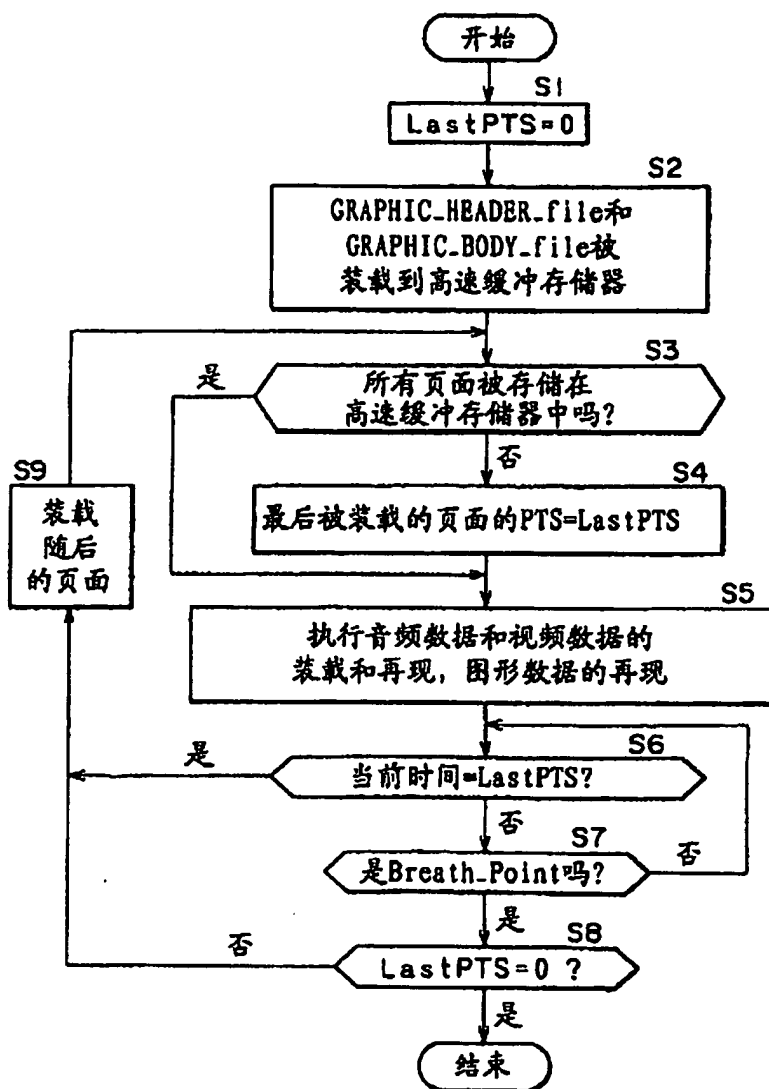 开始
S1
LastPTS=0
S2
GRAPHIC_HEADER_file和
GRAPHIC_BODY_file被
装载到高速缓冲存储器
S3
是
所有页面被存储在
高速缓冲存储器中吗?
否
S9
装载
随后
的页面
S4
最后被装载的页面的PTS=LastPTS
S5
执行音频数据和视频数据的
装载和再现，图形数据的再现
S6
是
当前时间=LastPTS?
否
S7
是Breath_Point吗?
否
是
S8
否
LastPTS=0 ?
是
结束